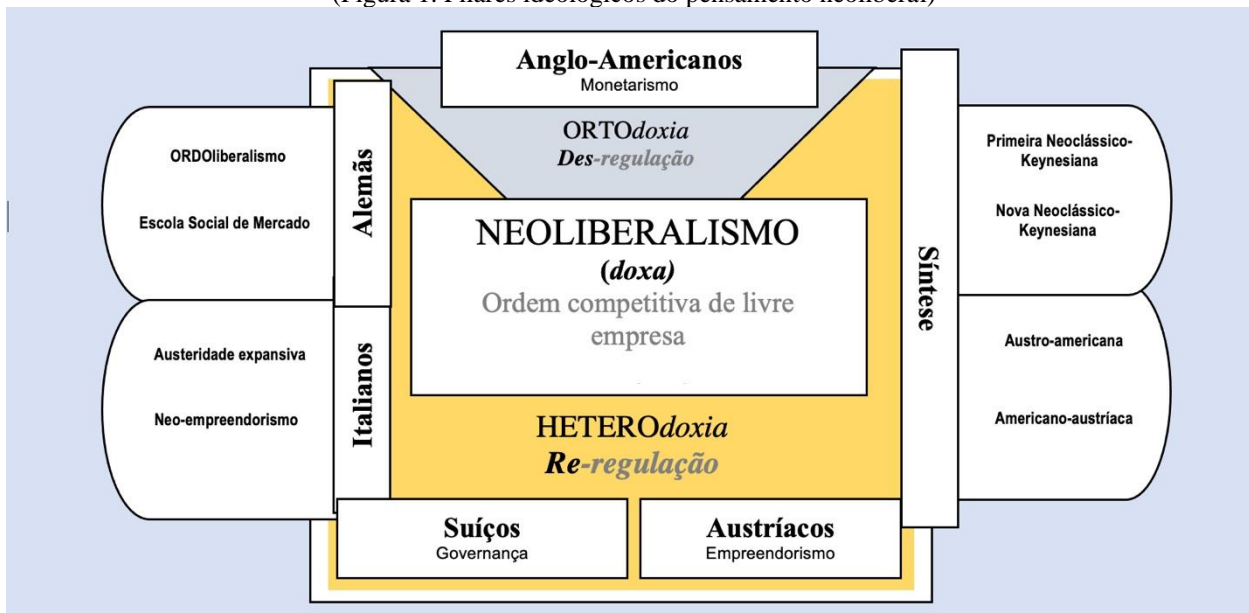 (Figura 1: Pilares ideológicos do pensamento neoliberal)
Anglo-Americanos
Monetarismo
ORTOdoxia
Des-regulação
ORDOliberalismo
Escola Social de Mercado
Alemãs
Austeridade expansiva
Neo-empreendorismo
Italianos
NEOLIBERALISMO
(doxa)
Ordem competitiva de livre
empresa
HETEROdoxia
Re-regulação
Suíços
Governança
Austríacos
Empreendorismo
Síntese
Primeira Neoclássico-
Keynesiana
Nova Neoclássico-
Keynesiana
Austro-americana
Americano-austríaca